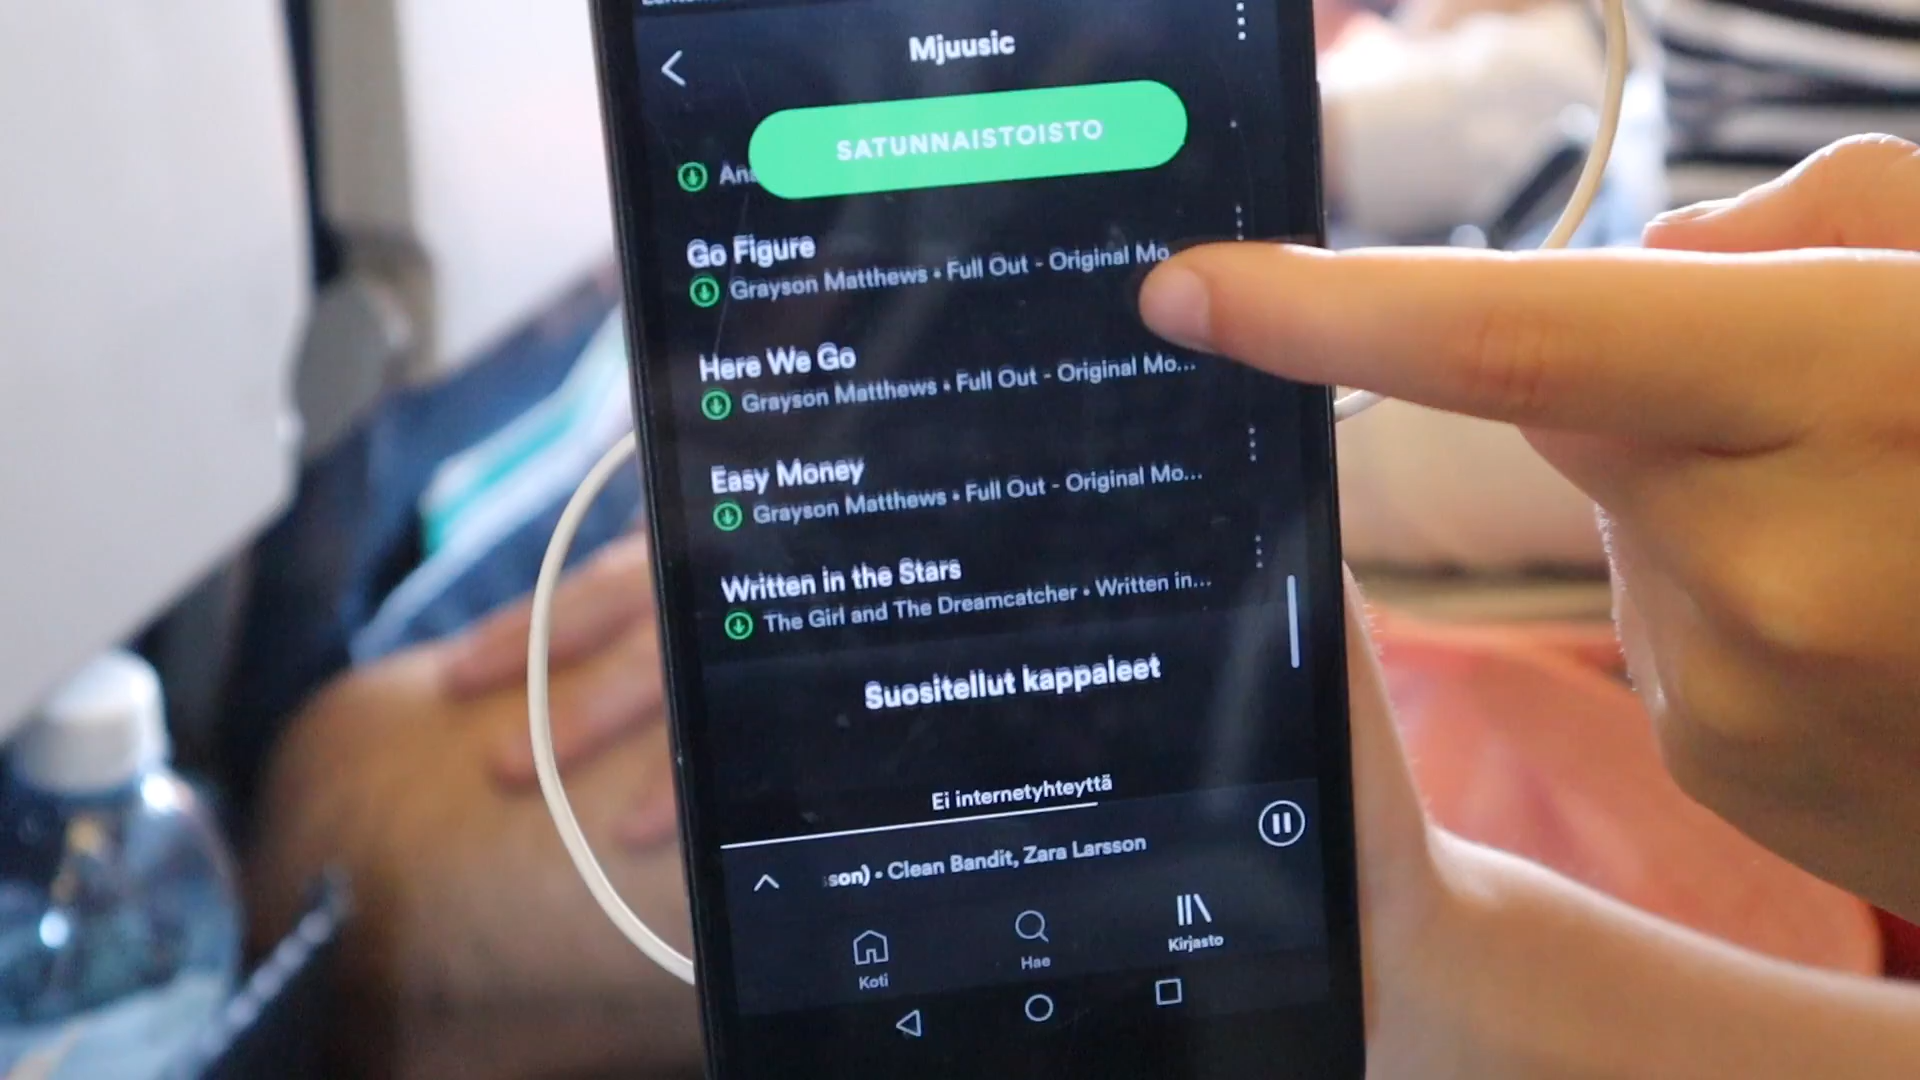 Mjuusic
SATUNNAISTOISTO
Go Figure
Grayson Matthews • Full Out - Original Mo
Here We Go
Grayson Matthews • Full Out - Original Mo...
Easy Money
Grayson Matthews • Full Out - Original Mo...
Written in the Stars
The Girl and The Dreamcatcher • Written in...
Suositellut kappaleet
Ei internetyhteyttä
son) • Clean Bandit, Zara Larsson
Koti
Hae
Kirjasto